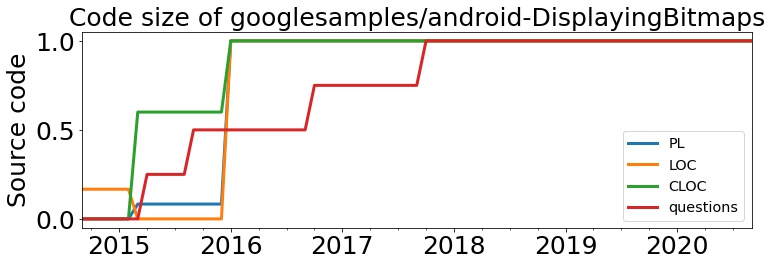 Code size of googlesamples/android-DisplayingBitmaps
Source code
1.0
0.5
0.0
PL
LOC
CLOC
questions
2015 2016 2017 2018 2019 2020